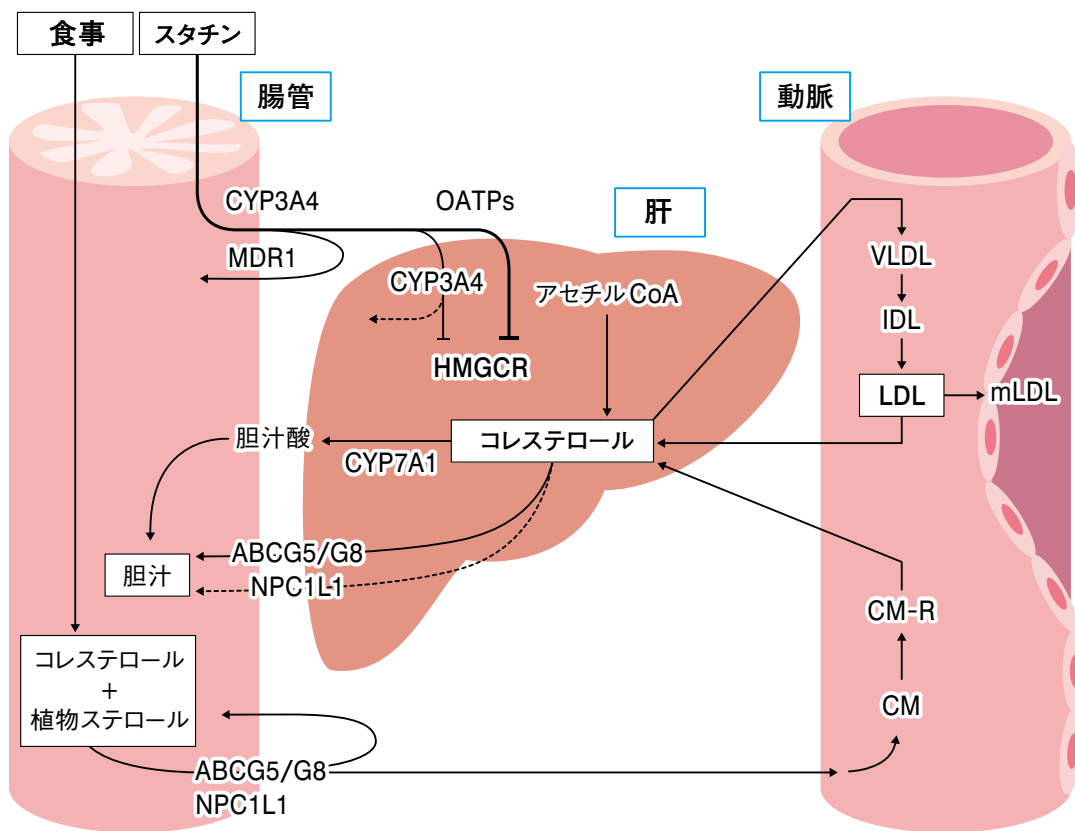 食事
スタチン
腸管
動脈
CYP3A4
OATPs
肝
MDR1
CYP3A4
アセチルCoA
VLDL
IDL
HMGCR
LDL
mLDL
胆汁酸
コレステロール
CYP7A1
ABCG5/G8
胆汁
NPC1L1
CM-R
コレステロール
+
植物ステロール
CM
ABCG5/G8
NPC1L1